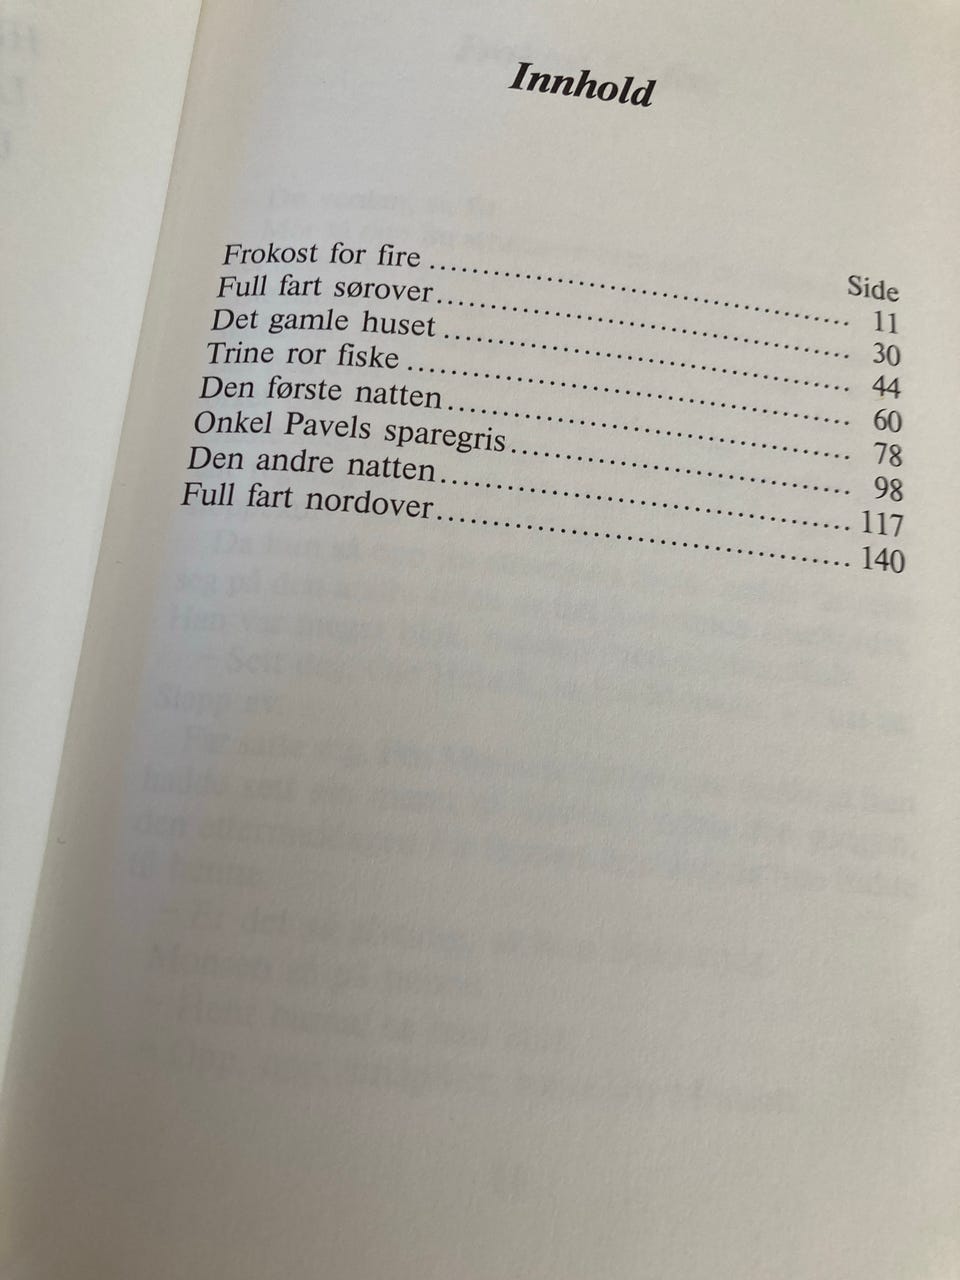 Innhold
Side
Frokost for fire ........................................ 11
Full fart sørover ........................................ 30
Det gamle huset ........................................ 44
Trine ror fiske ........................................ 60
Den første natten ........................................ 78
Onkel Pavels sparegris ........................................ 98
Den andre natten ........................................ 117
Full fart nordover ........................................ 140